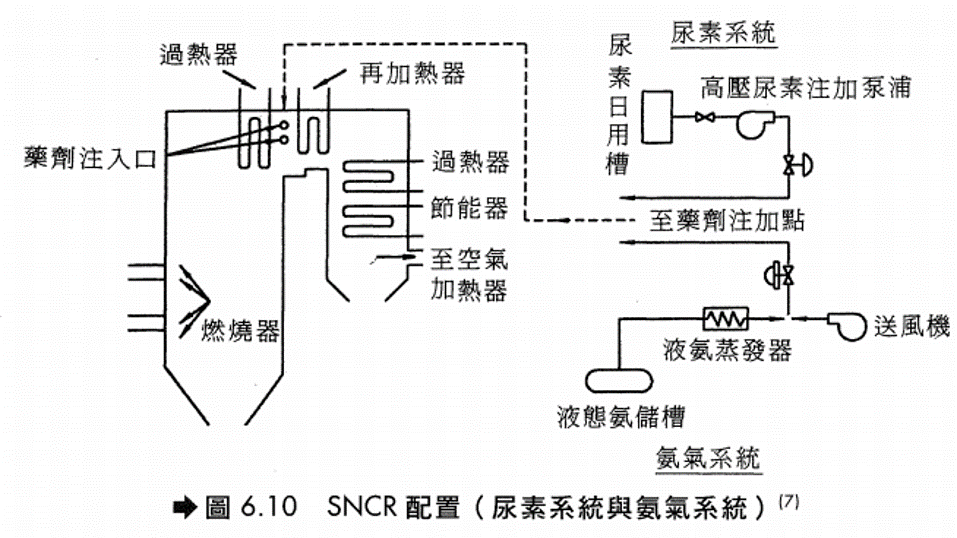 過熱器
再加熱器
藥劑注入口
過熱器
節能器
至空氣
加熱器
燃燒器
尿素系統
尿素日用槽
高壓尿素注加泵浦
至藥劑注加點
送風機
液氨蒸發器
液態氨儲槽
氨氣系統
➡圖 6.10 SNCR 配置（尿素系統與氨氣系統）(7)